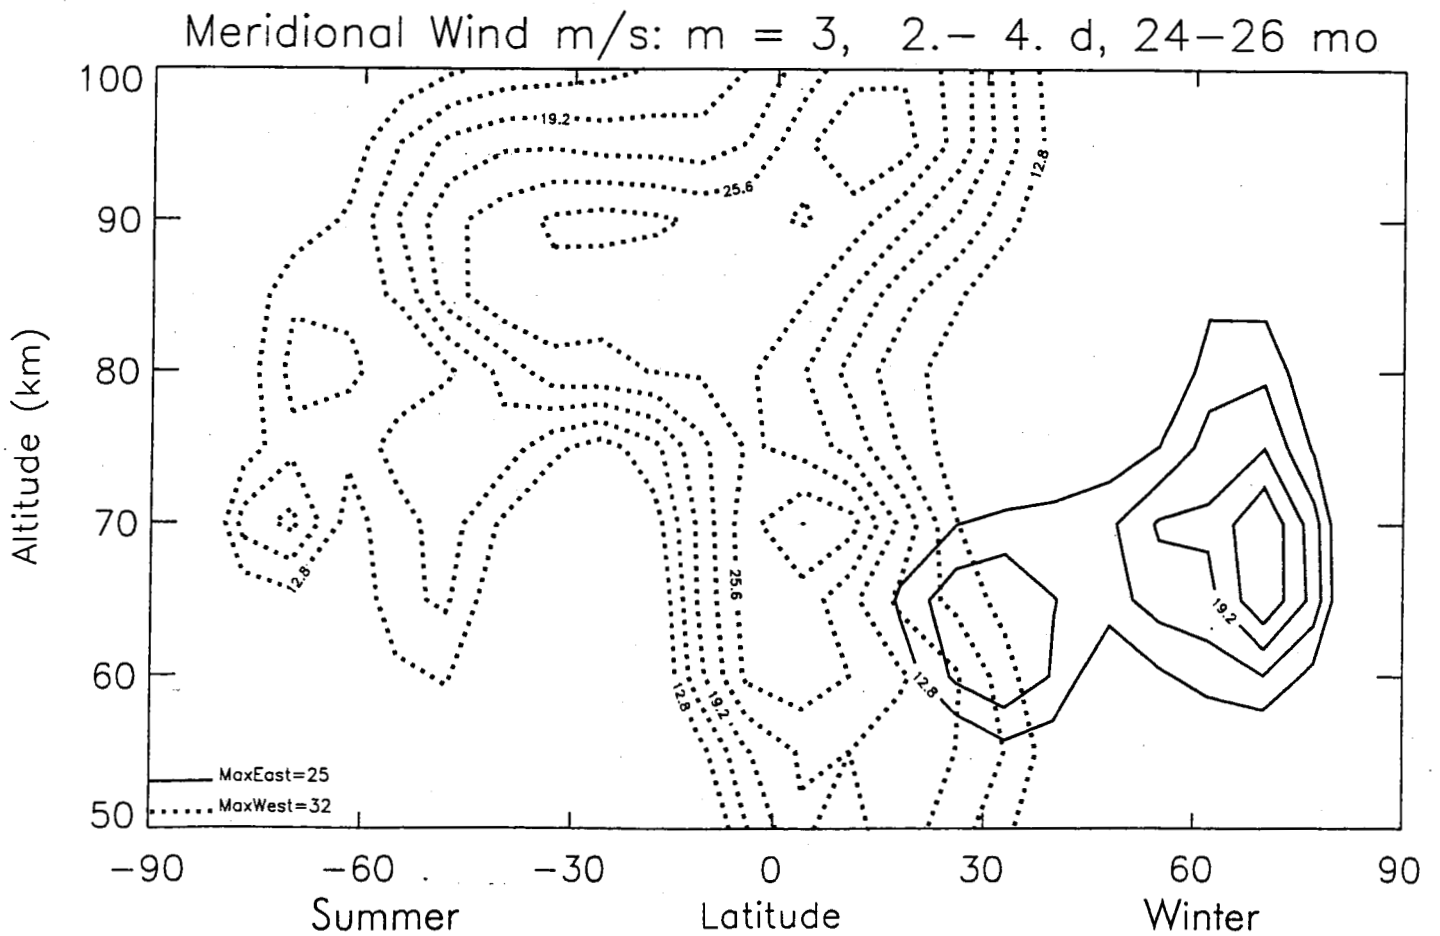 Meridional Wind m/s: m = 3, 2.– 4. d, 24–26 mo
100
19.2
12.8
25.6
90
Altitude (km)
80
70
12.8
25.6
19.2
60
12.8
12.8
19.2
MaxEast=25
MaxWest=32
50
−90 −60 −30 0 30 60 90
Summer Latitude Winter